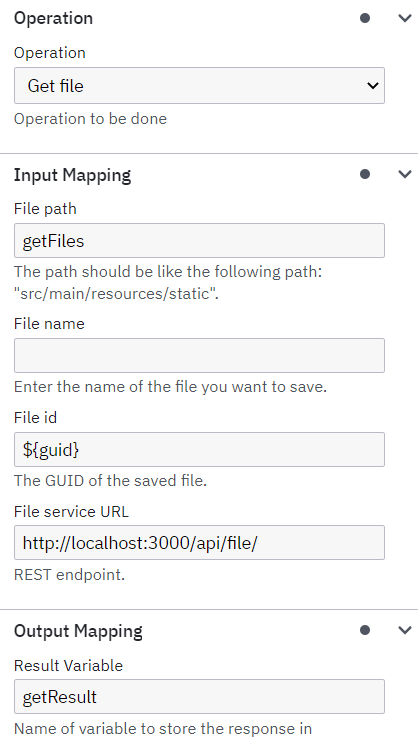 Operation
Operation
Get file
Operation to be done
Input Mapping
File path
getFiles
The path should be like the following path:
"src/main/resources/static".
File name
Enter the name of the file you want to save.
File id
${guid}
The GUID of the saved file.
File service URL
http://localhost:3000/api/file/
REST endpoint.
Output Mapping
Result Variable
getResult
Name of variable to store the response in